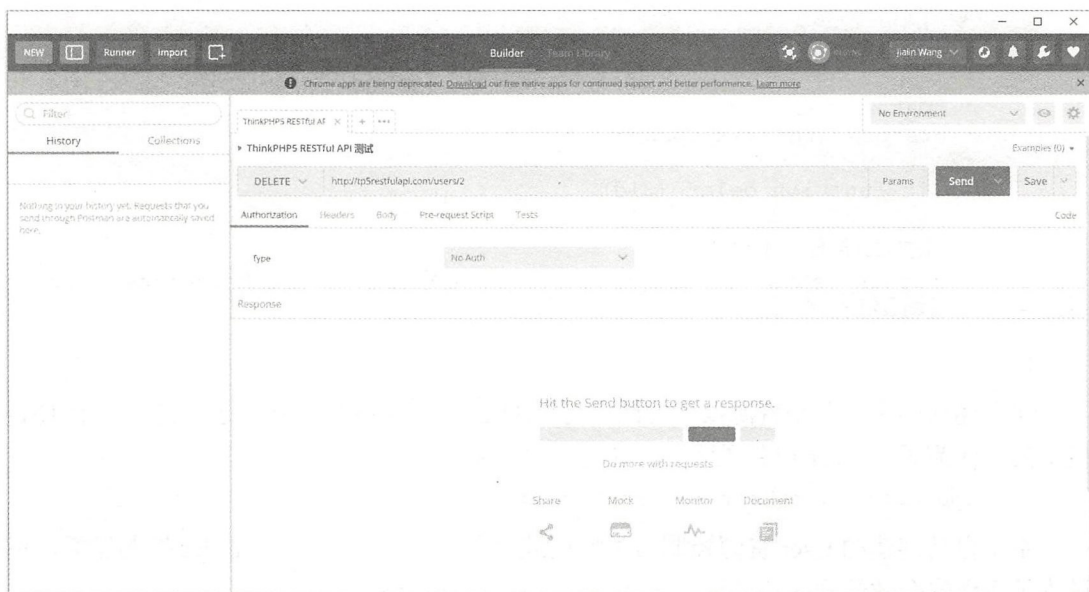 NEW Runner Import Builder Team Library Jialin Wang
Chrome apps are being deprecated. Download our free native apps for continued support and better performance. Learn more
Filter
History Collections
Nothing in your history yet. Requests that you
send through Postman are automatically saved
here.
ThinkPHP5 RESTful AF No Environment
ThinkPHP5 RESTful API 测试 Examples (0)
DELETE http://tp5restfulapi.com/users/2 Params Send Save
Authorization Headers Body Pre-request Script Tests Code
Type No Auth
Response
Hit the Send button to get a response.
Do more with requests
Share Mock Monitor Document